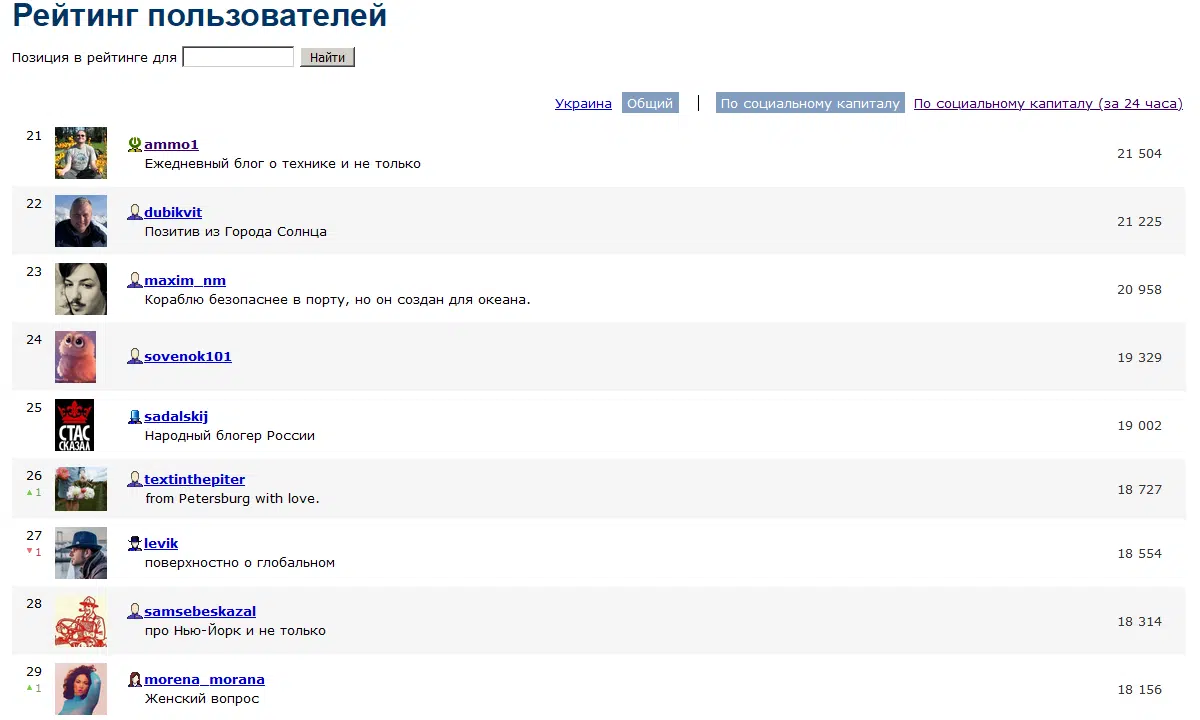 Рейтинг пользователей
Позиция в рейтинге для Найти
Украина Общий | По социальному капиталу По социальному капиталу (за 24 часа)
21 ammo1
Ежедневный блог о технике и не только
21 504
22 dubikvit
Позитив из Города Солнца
21 225
23 maxim_nm
Кораблю безопаснее в порту, но он создан для океана.
20 958
24 sovenok101 19 329
25 sadalskij
СТАС
СКАЗАЛ
Народный блогер России
19 002
26 textinthepiter
1
from Petersburg with love.
18 727
27 levik
1
поверхностно о глобальном
18 554
28 samsebeskazal
про Нью-Йорк и не только
18 314
29 morena_morana
1
Женский вопрос
18 156